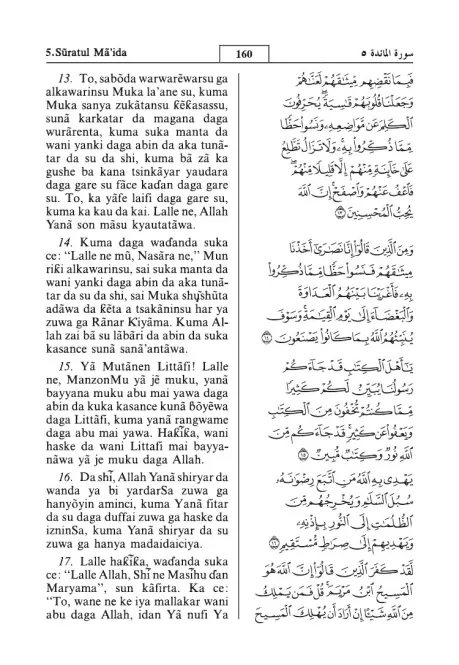 5.Sūratul Mā'ida
160
سورة المائدة ٥
13. To, sabōda warwarēwarsu ga
alkawarinsu Muka la'ane su, kuma
Muka sanya zukātansu ƙēƙasassu,
sunā karkatar da magana daga
wurārenta, kuma suka manta da
wani yanki daga abin da aka tunā-
tar da su da shi, kuma bā zā ka
gushe ba kana tsinkāyar yaudara
daga gare su fāce kaɗan daga gare
su. To, ka yāfe laifi daga gare su,
kuma ka kau da kai. Lalle ne, Allah
Yanā son māsu kyautatāwa.
14. Kuma daga waɗanda suka
ce: "Lalle ne mū, Nasāra ne," Mun
riƙi alkawarinsu, sai suka manta da
wani yanki daga abin da aka tunā-
tar da su da shi, sai Muka shụ̄shūta
adāwa da ƙēta a tsakāninsu har ya
zuwa ga Rānar Kiyāma. Kuma Al-
lah zai bā su lābāri da abin da suka
kasance sunā sanā'antāwa.
15. Yā Mutānen Littāfi! Lalle
ne, ManzonMu yā jē muku, yanā
bayyana muku abu mai yawa daga
abin da kuka kasance kunā ɓōyēwa
daga Littāfi, kuma yanā rangwame
daga abu mai yawa. Haƙīƙa, wani
haske da wani Littafi mai bayya-
nāwa yā je muku daga Allah.
16. Da shī, Allah Yanā shiryar da
wanda ya bi yardarSa zuwa ga
hanyōyin aminci, kuma Yanā fitar
da su daga duffai zuwa ga haske da
izninSa, kuma Yanā shiryar da su
zuwa ga hanya madaidaiciya.
17. Lalle haƙīƙa, waɗanda suka
ce: "Lalle Allah, Shī ne Masīhu ɗan
Maryama", sun kāfirta. Ka ce:
"To, wane ne ke iya mallakar wani
abu daga Allah, idan Yā nufi Ya
فَبِمَا نَقْضِهِم مِّيثَاقَهُمْ لَعَنَّاهُمْ
وَجَعَلْنَا قُلُوبَهُمْ قَاسِيَةً يُحَرِّفُونَ
الْكَلِمَ عَن مَّوَاضِعِهِ وَنَسُوا حَظًّا
مِّمَّا ذُكِّرُوا بِهِ وَلَا تَزَالُ تَطَّلِعُ
عَلَىٰ خَائِنَةٍ مِّنْهُمْ إِلَّا قَلِيلًا مِّنْهُمْ
فَاعْفُ عَنْهُمْ وَاصْفَحْ إِنَّ اللَّهَ
يُحِبُّ الْمُحْسِنِينَ ١٣
وَمِنَ الَّذِينَ قَالُوا إِنَّا نَصَارَىٰ أَخَذْنَا
مِيثَاقَهُمْ فَنَسُوا حَظًّا مِّمَّا ذُكِّرُوا
بِهِ فَأَغْرَيْنَا بَيْنَهُمُ الْعَدَاوَةَ
وَالْبَغْضَاءَ إِلَىٰ يَوْمِ الْقِيَامَةِ وَسَوْفَ
يُنَبِّئُهُمُ اللَّهُ بِمَا كَانُوا يَصْنَعُونَ ١٤
يَا أَهْلَ الْكِتَابِ قَدْ جَاءَكُمْ
رَسُولُنَا يُبَيِّنُ لَكُمْ كَثِيرًا
مِّمَّا كُنتُمْ تُخْفُونَ مِنَ الْكِتَابِ
وَيَعْفُو عَن كَثِيرٍ قَدْ جَاءَكُم مِّنَ
اللَّهِ نُورٌ وَكِتَابٌ مُّبِينٌ ١٥
يَهْدِي بِهِ اللَّهُ مَنِ اتَّبَعَ رِضْوَانَهُ
سُبُلَ السَّلَامِ وَيُخْرِجُهُم مِّنَ
الظُّلُمَاتِ إِلَى النُّورِ بِإِذْنِهِ
وَيَهْدِيهِمْ إِلَىٰ صِرَاطٍ مُّسْتَقِيمٍ ١٦
لَّقَدْ كَفَرَ الَّذِينَ قَالُوا إِنَّ اللَّهَ هُوَ
الْمَسِيحُ ابْنُ مَرْيَمَ قُلْ فَمَن يَمْلِكُ
مِنَ اللَّهِ شَيْئًا إِنْ أَرَادَ أَن يُهْلِكَ الْمَسِيحَ